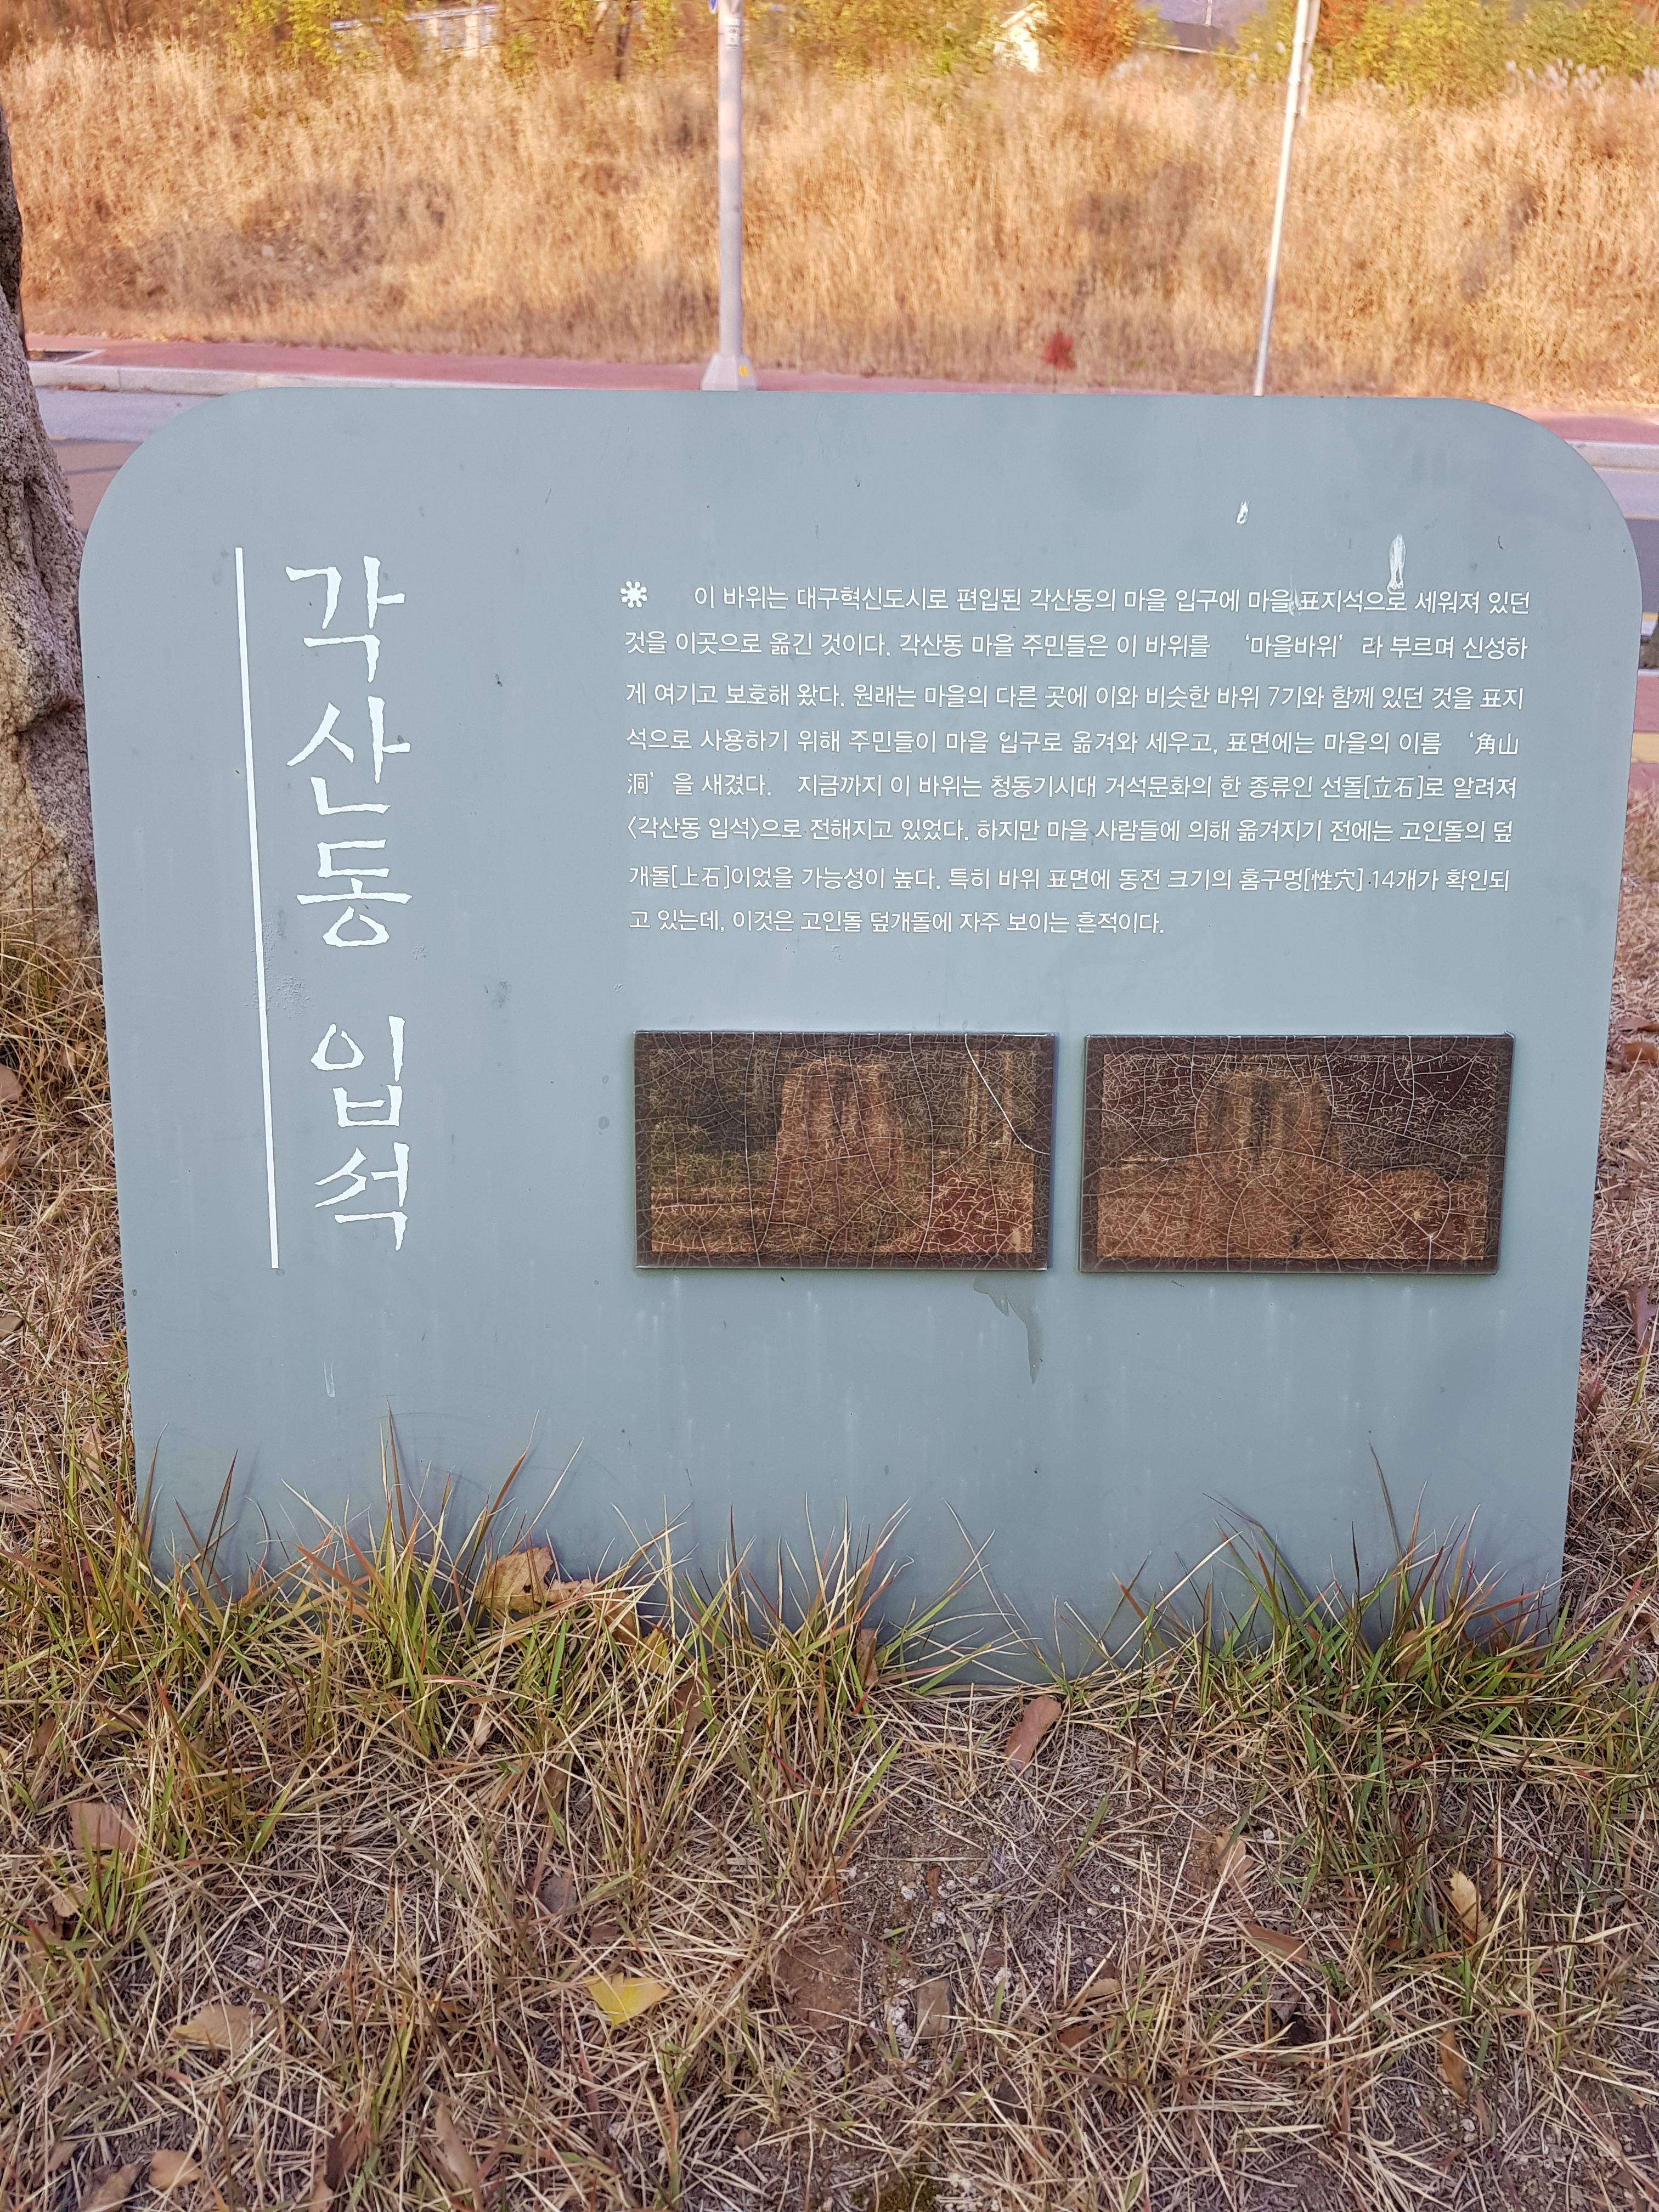 각산동 입석
이 바위는 대구혁신도시로 편입된 각산동의 마을 입구에 마을 표지석으로 세워져 있던
것을 이곳으로 옮긴 것이다. 각산동 마을 주민들은 이 바위를 ‘마을바위’라 부르며 신성하
게 여기고 보호해 왔다. 원래는 마을의 다른 곳에 이와 비슷한 바위 7기와 함께 있던 것을 표지
석으로 사용하기 위해 주민들이 마을 입구로 옮겨와 세우고, 표면에는 마을의 이름 ‘角山
洞’을 새겼다. 지금까지 이 바위는 청동기시대 거석문화의 한 종류인 선돌[立石]로 알려져
〈각산동 입석〉으로 전해지고 있었다. 하지만 마을 사람들에 의해 옮겨지기 전에는 고인돌의 덮
개돌[上石]이었을 가능성이 높다. 특히 바위 표면에 동전 크기의 홈구멍[性穴] 14개가 확인되
고 있는데, 이것은 고인돌 덮개돌에 자주 보이는 흔적이다.